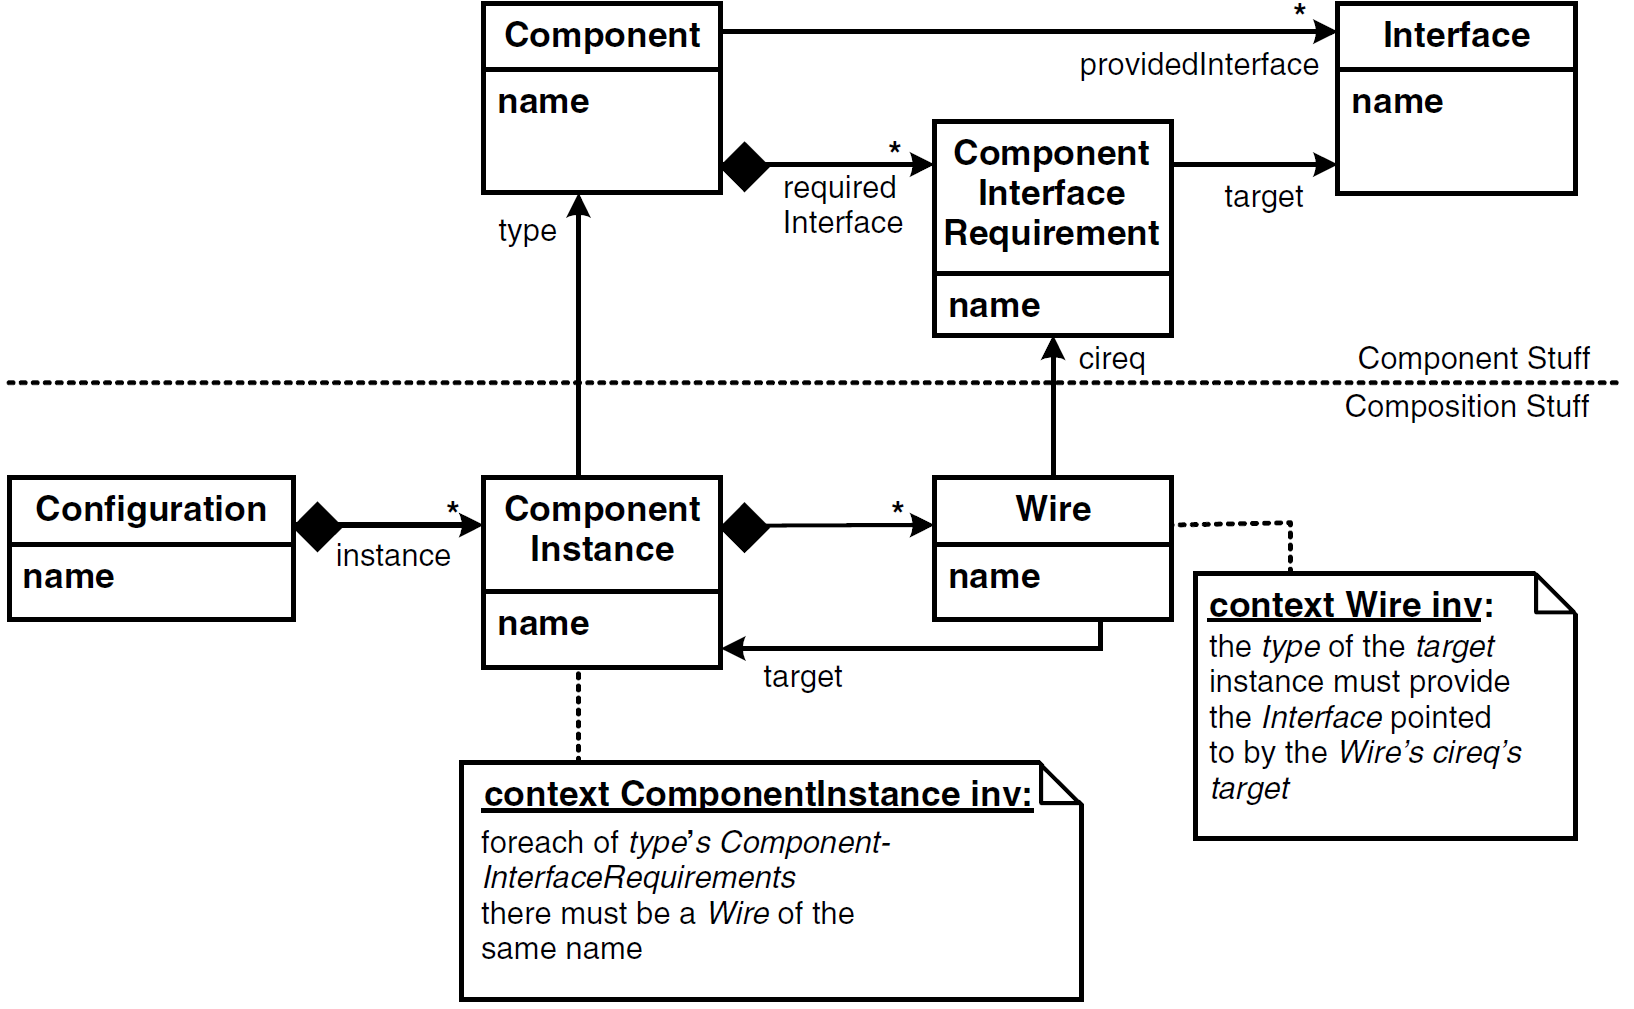 Component
name
*
providedInterface
Interface
name
*
required
Interface
Component
Interface
Requirement
name
target
type
cireq
Component Stuff
Composition Stuff
Configuration
name
*
instance
Component
Instance
name
*
Wire
name
target
context Wire inv:
the type of the target
instance must provide
the Interface pointed
to by the Wire's cireq's
target
context ComponentInstance inv:
foreach of type's Component-
InterfaceRequirements
there must be a Wire of the
same name